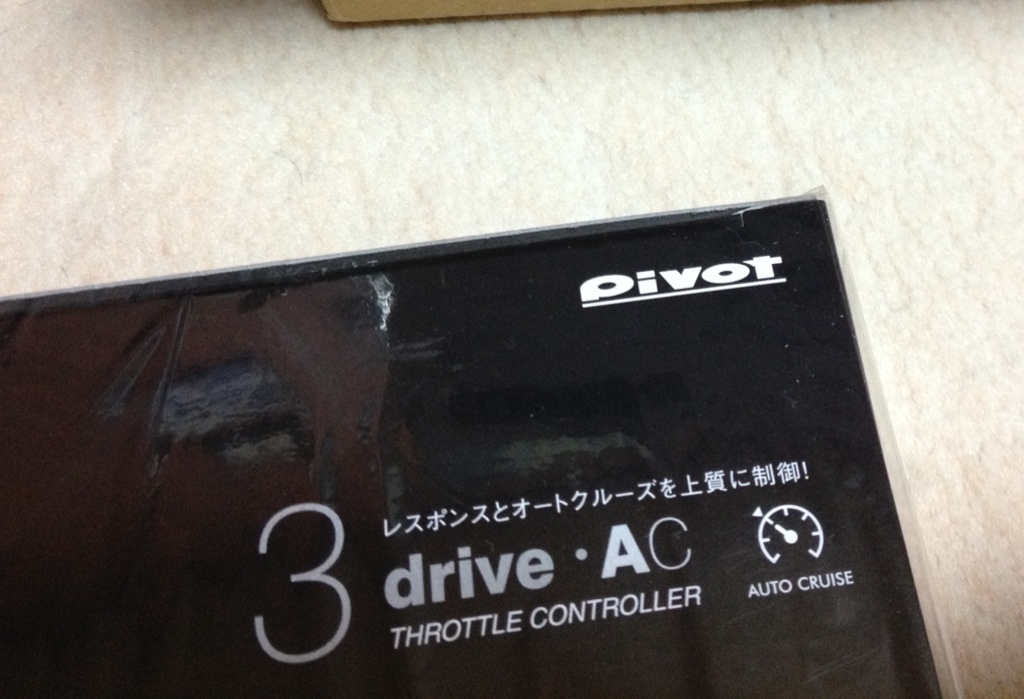 pivot
レスポンスとオートクルーズを上質に制御!
3 drive・AC
THROTTLE CONTROLLER
AUTO CRUISE